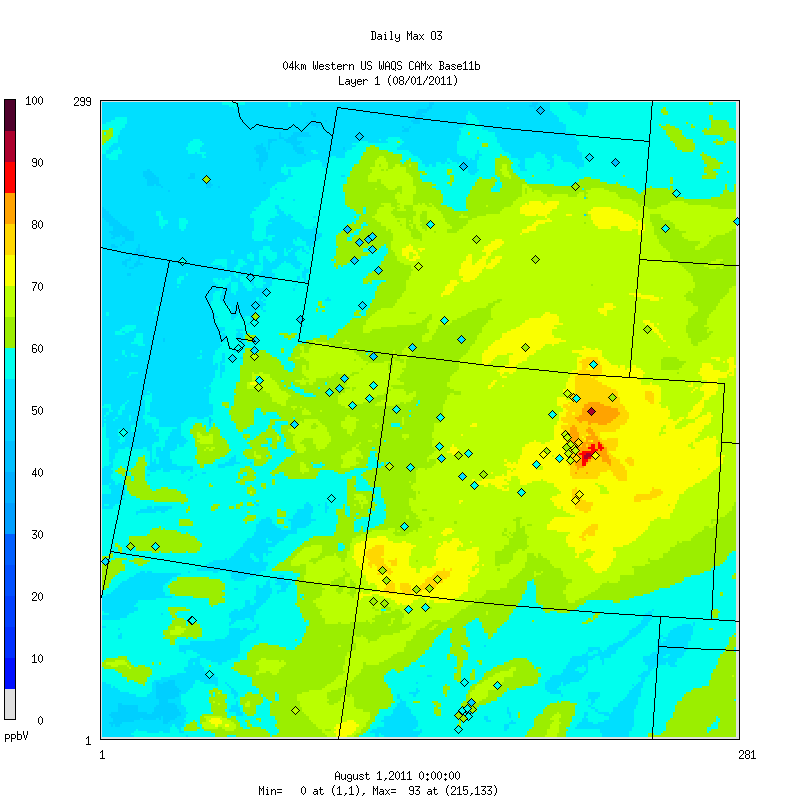 Daily Max O3
04km Western US WAQS CAMx Base11b
Layer 1 (08/01/2011)
299
100
90
80
70
60
50
40
30
20
10
0
ppbV
1
1
281
August 1,2011 0:00:00
Min= 0 at (1,1), Max= 93 at (215,133)